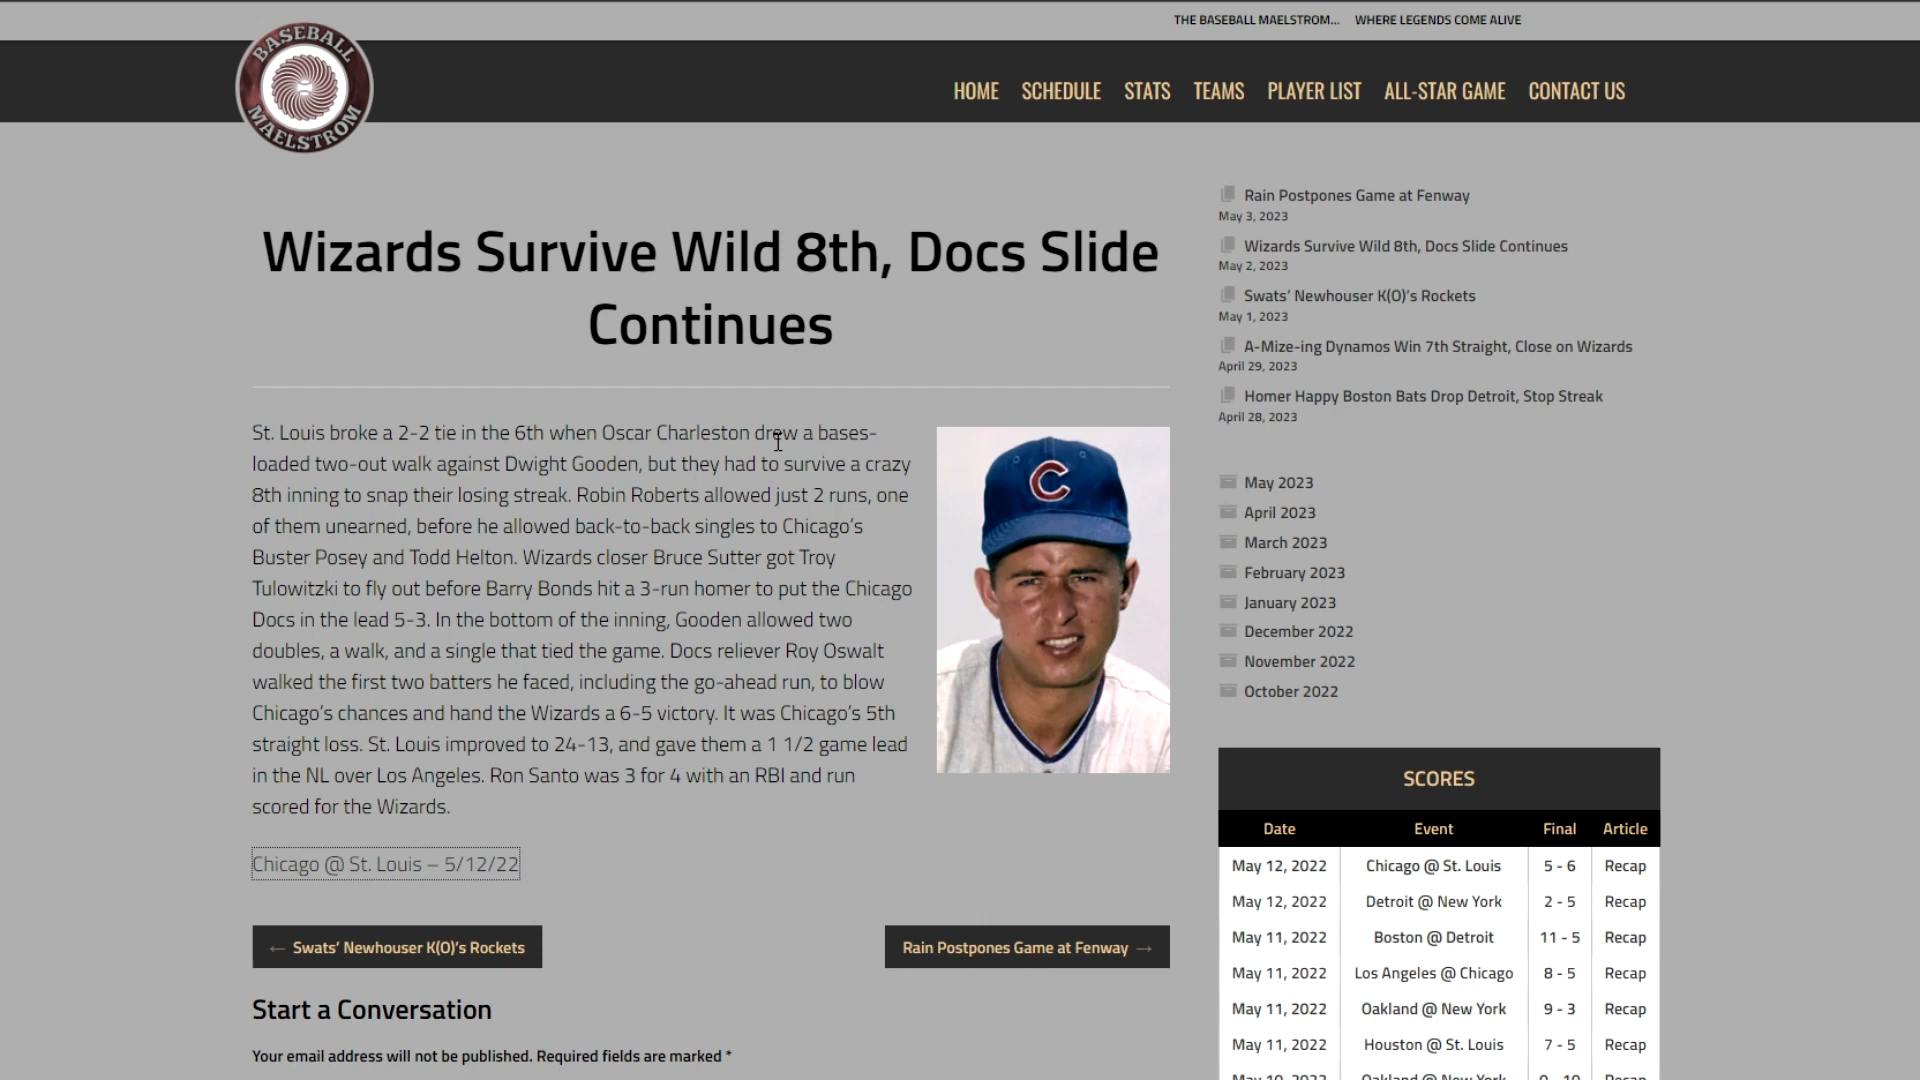 THE BASEBALL MAELSTROM... WHERE LEGENDS COME ALIVE
BASEBALL
MAELSTROM
HOME SCHEDULE STATS TEAMS PLAYER LIST ALL-STAR GAME CONTACT US
Wizards Survive Wild 8th, Docs Slide
Continues
St. Louis broke a 2-2 tie in the 6th when Oscar Charleston drew a bases-
loaded two-out walk against Dwight Gooden, but they had to survive a crazy
8th inning to snap their losing streak. Robin Roberts allowed just 2 runs, one
of them unearned, before he allowed back-to-back singles to Chicago’s
Buster Posey and Todd Helton. Wizards closer Bruce Sutter got Troy
Tulowitzki to fly out before Barry Bonds hit a 3-run homer to put the Chicago
Docs in the lead 5-3. In the bottom of the inning, Gooden allowed two
doubles, a walk, and a single that tied the game. Docs reliever Roy Oswalt
walked the first two batters he faced, including the go-ahead run, to blow
Chicago’s chances and hand the Wizards a 6-5 victory. It was Chicago’s 5th
straight loss. St. Louis improved to 24-13, and gave them a 1 1/2 game lead
in the NL over Los Angeles. Ron Santo was 3 for 4 with an RBI and run
scored for the Wizards.
C
Chicago @ St. Louis – 5/12/22
← Swats’ Newhouser K(O)’s Rockets
Rain Postpones Game at Fenway →
Start a Conversation
Your email address will not be published. Required fields are marked *
Rain Postpones Game at Fenway
May 3, 2023
Wizards Survive Wild 8th, Docs Slide Continues
May 2, 2023
Swats’ Newhouser K(O)’s Rockets
May 1, 2023
A-Mize-ing Dynamos Win 7th Straight, Close on Wizards
April 29, 2023
Homer Happy Boston Bats Drop Detroit, Stop Streak
April 28, 2023
May 2023
April 2023
March 2023
February 2023
January 2023
December 2022
November 2022
October 2022
SCORES
Date Event Final Article
May 12, 2022 Chicago @ St. Louis 5 - 6 Recap
May 12, 2022 Detroit @ New York 2 - 5 Recap
May 11, 2022 Boston @ Detroit 11 - 5 Recap
May 11, 2022 Los Angeles @ Chicago 8 - 5 Recap
May 11, 2022 Oakland @ New York 9 - 3 Recap
May 11, 2022 Houston @ St. Louis 7 - 5 Recap
May 10, 2022 Oakland @ New York Recap